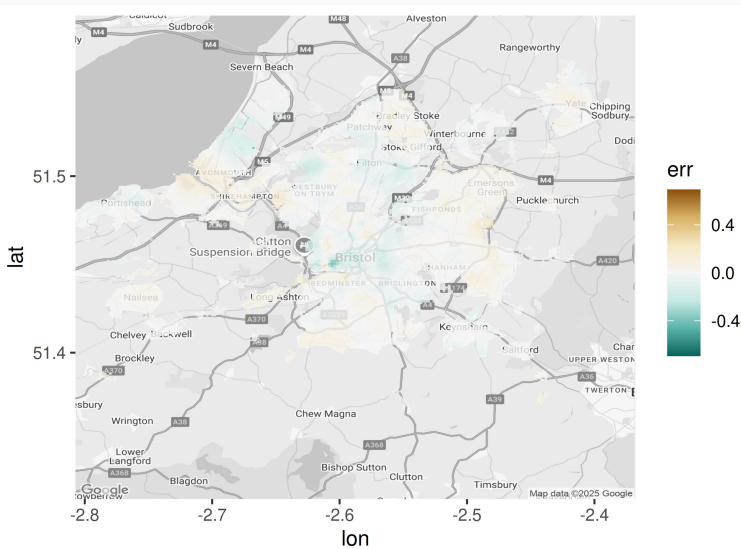 Alveston
M48
Sudbrook
M4
M4
M4
Rangeworthy
A38
Severn Beach
M4
Yate
Chipping
Sodbury
M49
Bradley Stoke
Patchway
Winterbourne
Stoke Gifford
M5
Filton
51.5
AVONMOUTH
M4
WESTBURY
ON TRYM
Emersons
Green
SHIREHAMPTON
Portishead
Pucklechurch
FISHPONDS
Clifton
Suspension Bridge
Bristol
A420
HANHAM
BEDMINSTER
BRISLINGTON
Nailsea
Long Ashton
A4
A370
Keynsham
Chelvey
Backwell
A38
Saltford
51.4
Brockley
UPPER WESTON
A370
A36
TWERTON
A39
Chew Magna
Wrington
A38
A368
Lower
Langford
A368
Bishop Sutton
Blagdon
Clutton
Timsbury
Google
Map data ©2025 Google
-2.8
-2.7
-2.6
-2.5
-2.4
lon
lat
err
0.4
0.0
-0.4